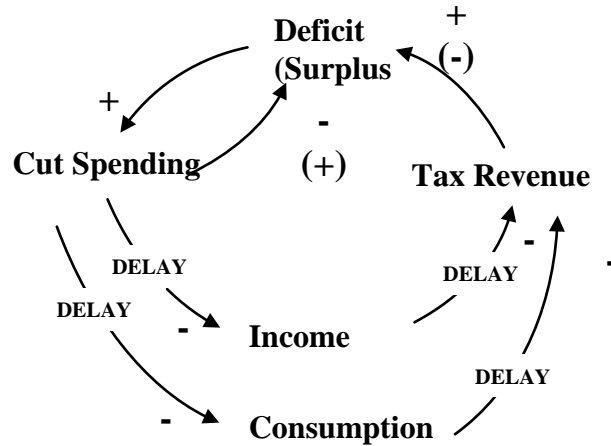 Deficit
(Surplus
+
(-)
+
-
(+)
Cut Spending
Tax Revenue
-
-
DELAY
DELAY
DELAY
-
Income
DELAY
-
Consumption